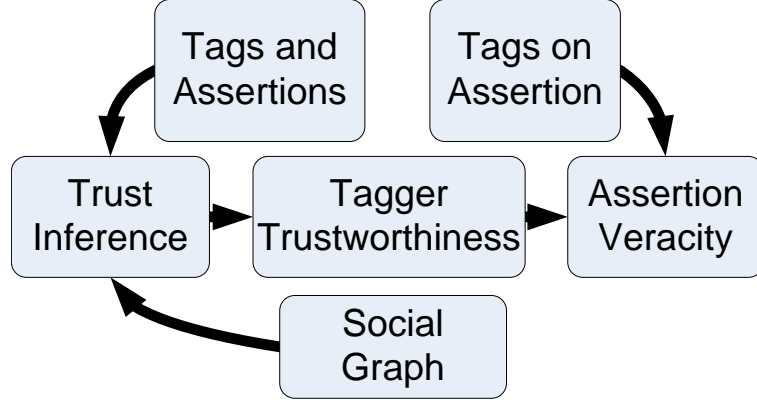 Tags and
Assertions
Tags on
Assertion
Trust
Inference
Tagger
Trustworthiness
Assertion
Veracity
Social
Graph